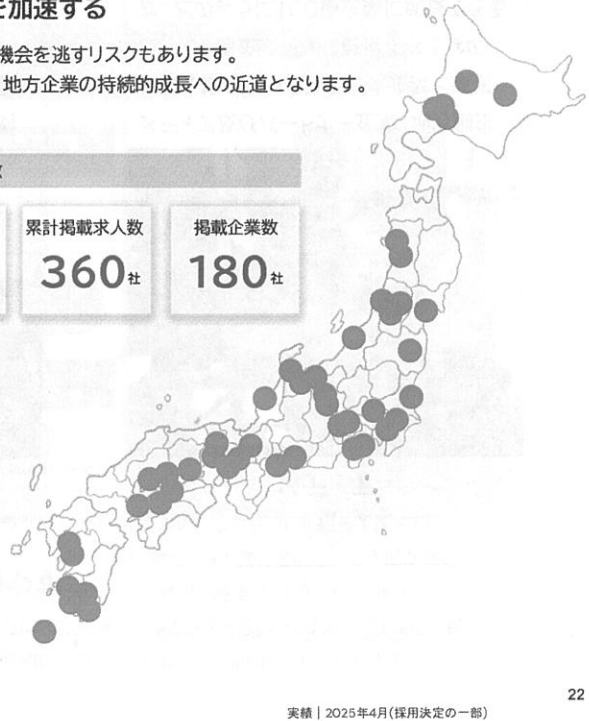 を加速する
機会を逃すリスクもあります。
地方企業の持続的成長への近道となります。
累計掲載求人数
360社
掲載企業数
180社
実績｜2025年4月(採用決定の一部)
22